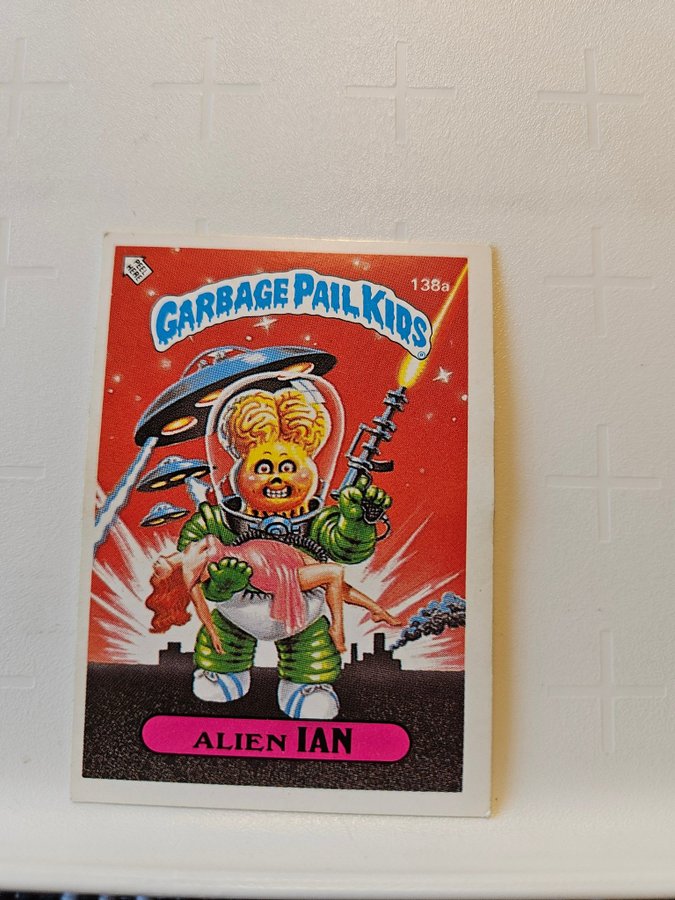 PEEL
HERE
GARBAGE PAIL KIDS®
138a
ALIEN IAN